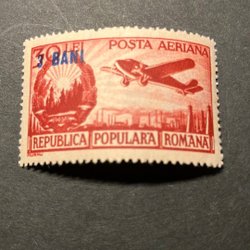 30 LEI POSTA AERIANA
3 BANI
REPUBLICA POPULARA ROMANA